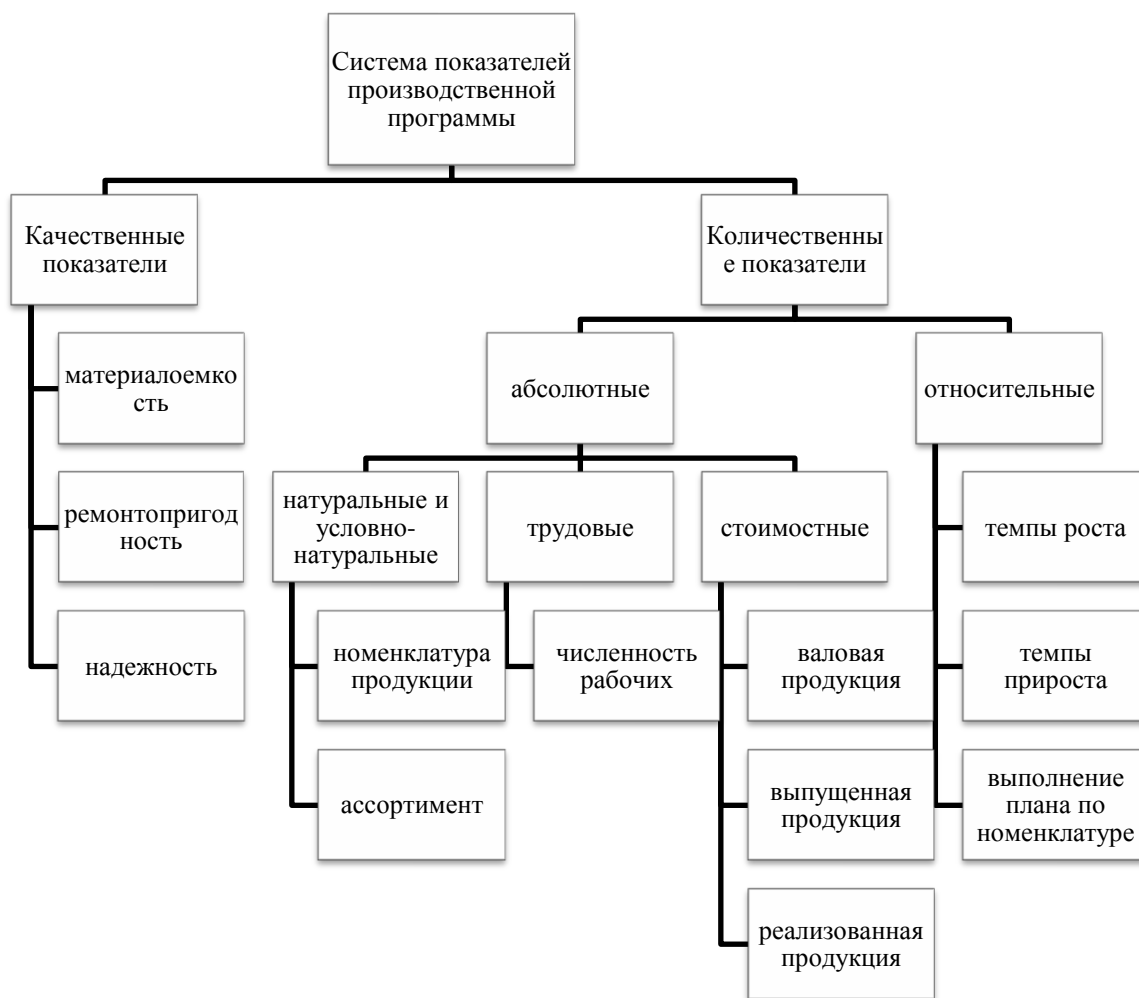 Система показателей
производственной
программы
Качественные
показатели
Количественны
е показатели
материалоемко
сть
абсолютные
относительные
ремонтопригод
ность
натуральные и
условно-
натуральные
трудовые
стоимостные
темпы роста
надежность
номенклатура
продукции
численность
рабочих
валовая
продукция
темпы
прироста
ассортимент
выпущенная
продукция
выполнение
плана по
номенклатуре
реализованная
продукция